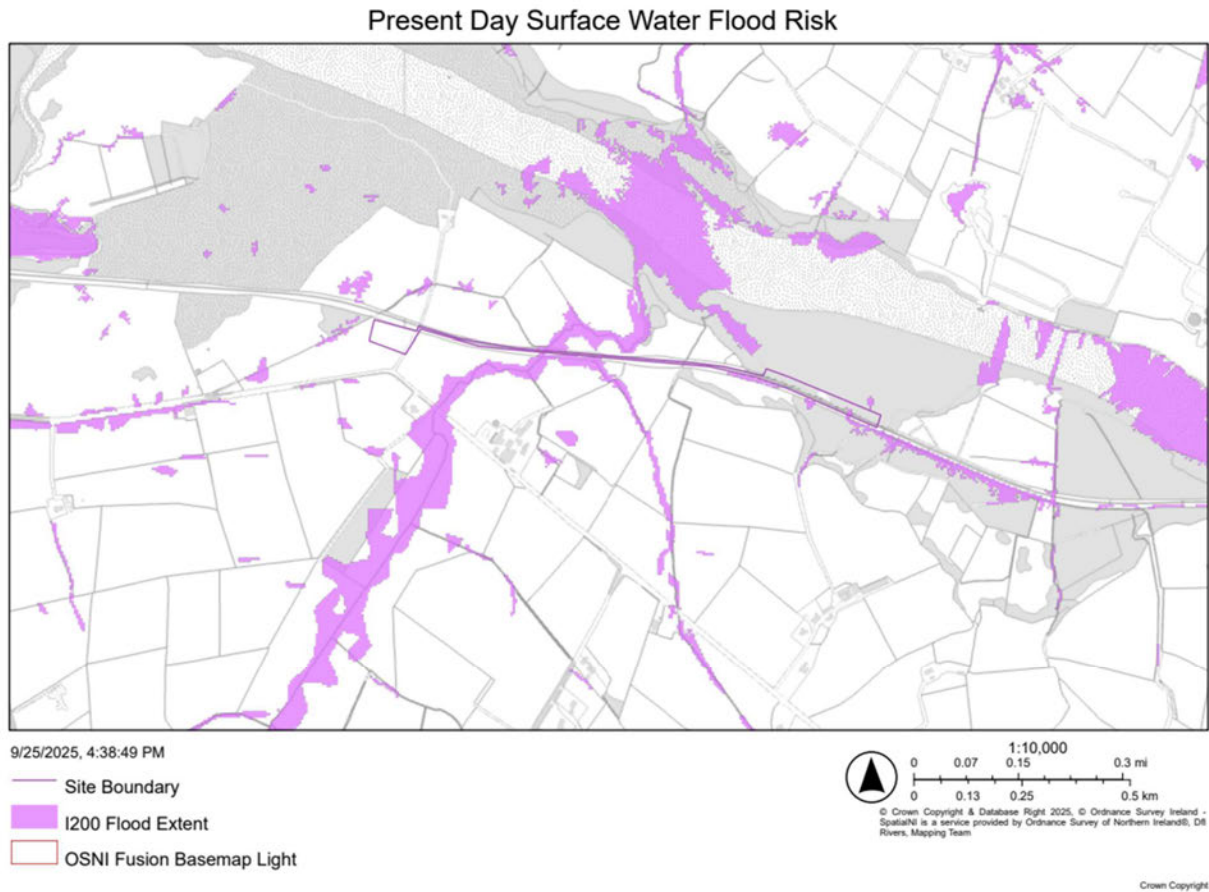 Present Day Surface Water Flood Risk
9/25/2025, 4:38:49 PM
Site Boundary
I200 Flood Extent
OSNI Fusion Basemap Light
1:10,000
0 0.07 0.15 0.3 mi
0 0.13 0.25 0.5 km
© Crown Copyright & Database Right 2025, © Ordnance Survey Ireland -
SpatialNI is a service provided by Ordnance Survey of Northern Ireland®, DfI
Rivers, Mapping Team
Crown Copyright